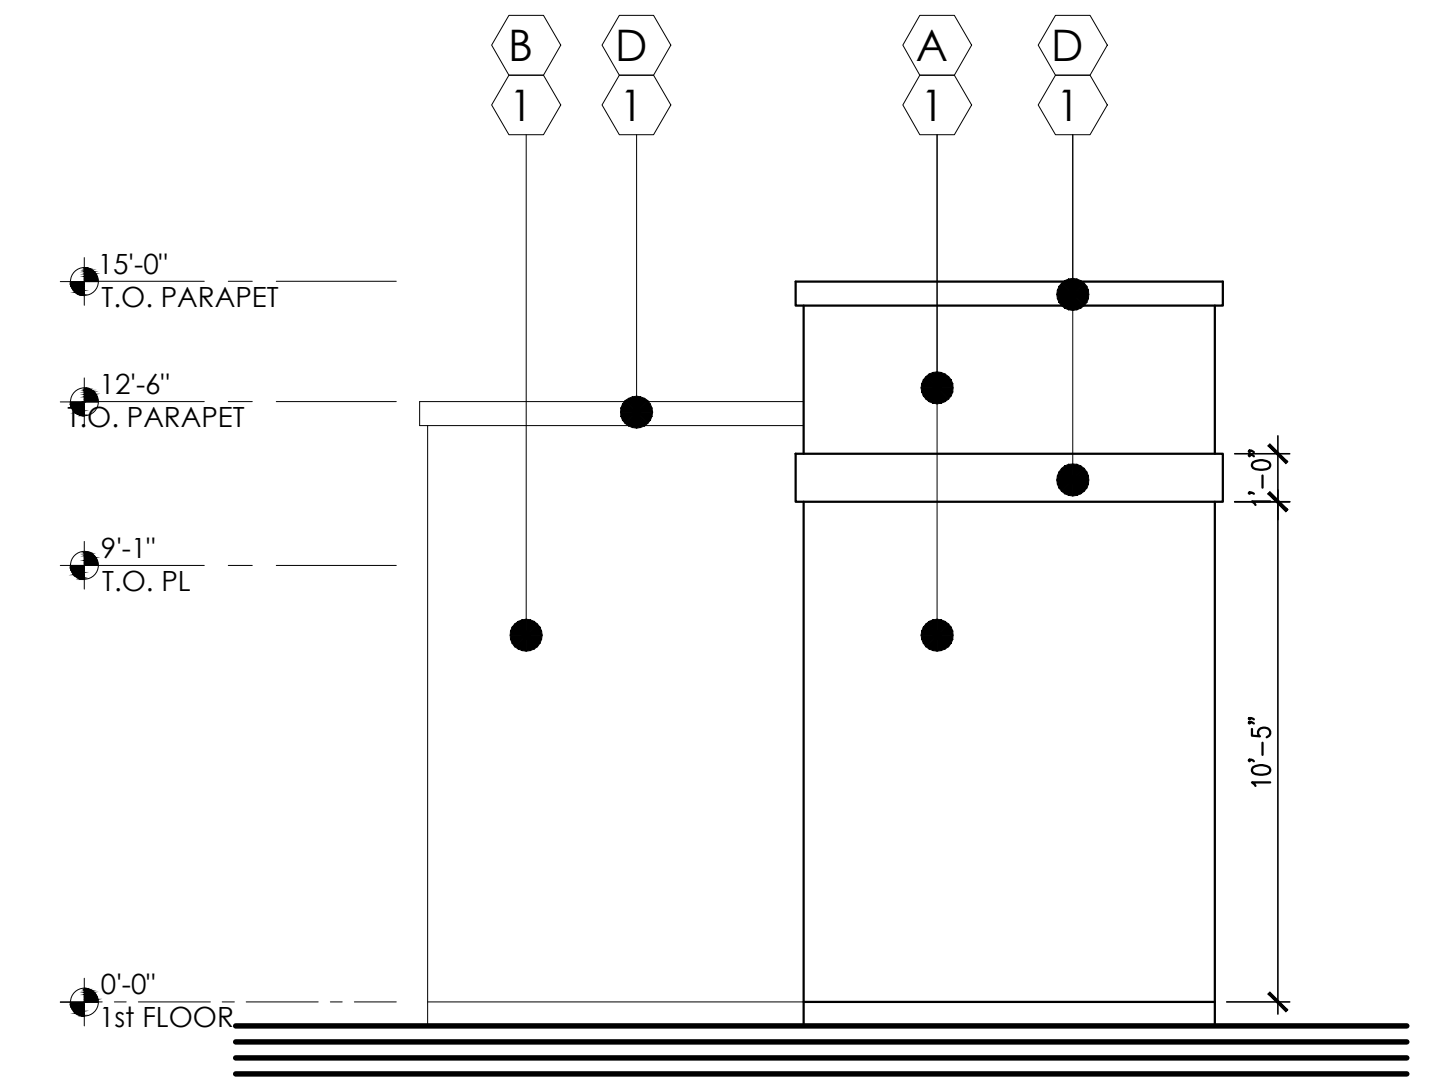 B D A D
1 1 1 1
15'-0"
T.O. PARAPET
12'-6"
T.O. PARAPET
1'-0"
9'-1"
T.O. PL
10'-5"
0'-0"
1st FLOOR